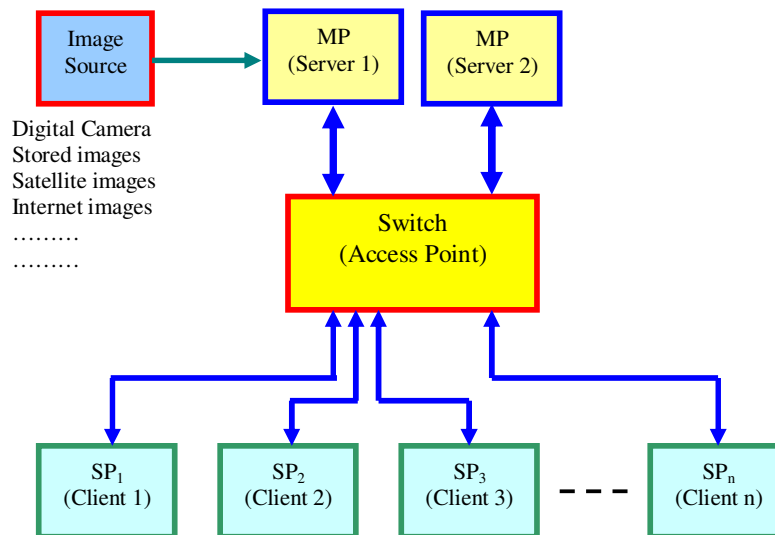 Image
Source
MP
(Server 1)
MP
(Server 2)
Digital Camera
Stored images
Satellite images
Internet images
………
………
Switch
(Access Point)
SP₁
(Client 1)
SP₂
(Client 2)
SP₃
(Client 3)
SPₙ
(Client n)